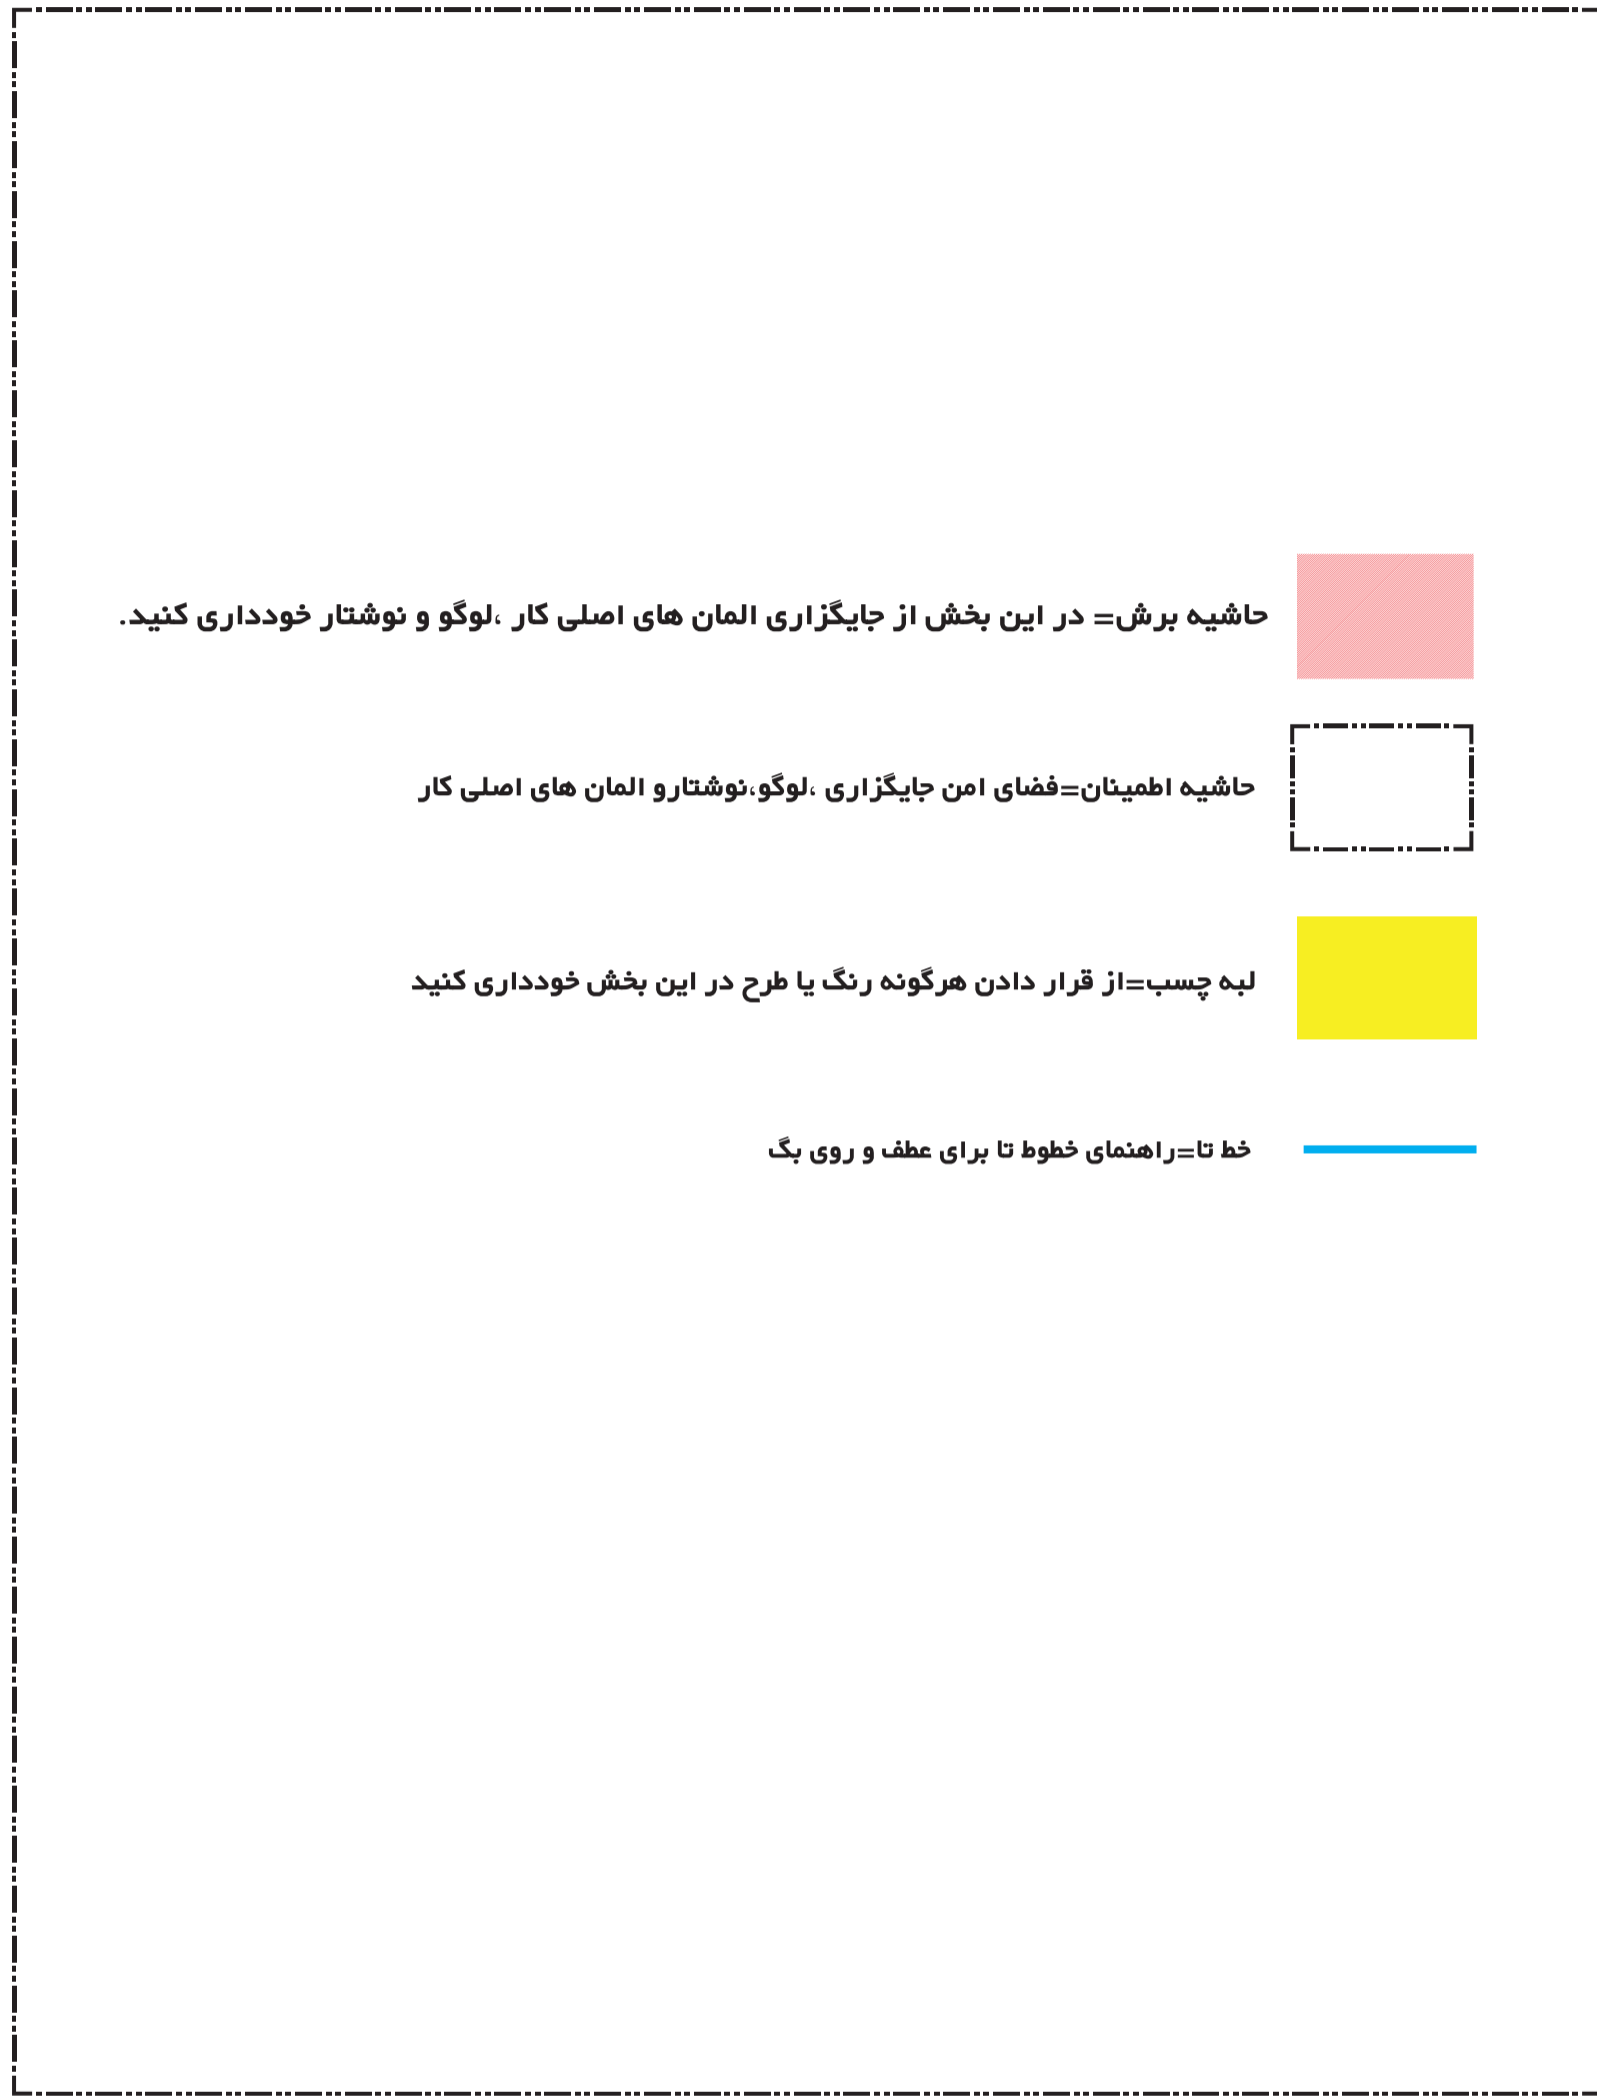 حاشیه برش= در این بخش از جایگزاری المان های اصلی کار ،لوگو و نوشتار خودداری کنید.
حاشیه اطمینان=فضای امن جایگزاری ،لوگو،نوشتارو المان های اصلی کار
لبه چسب=از قرار دادن هرگونه رنگ یا طرح در این بخش خودداری کنید
خط تا=راهنمای خطوط تا برای عطف و روی بگ